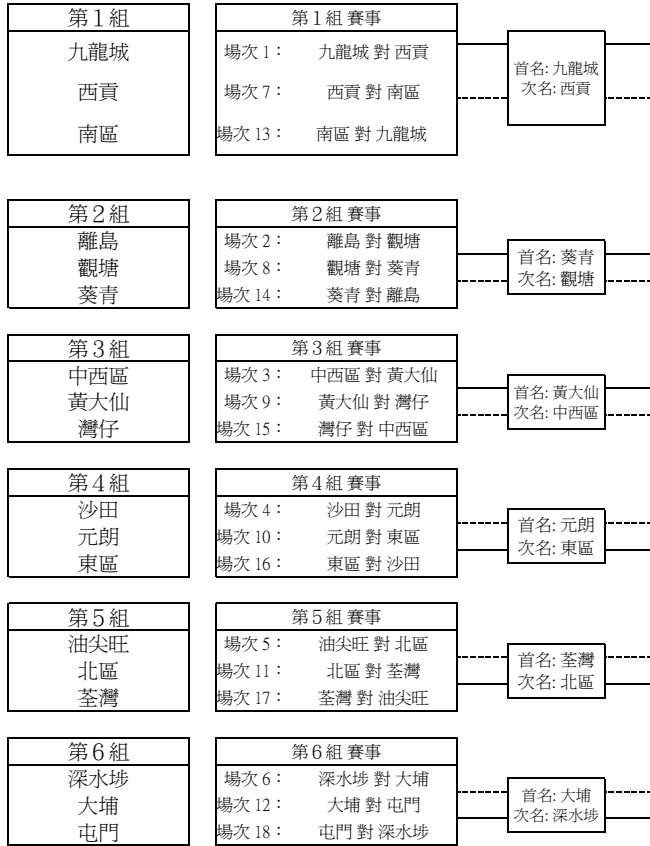 第1組
九龍城
西貢
南區
第1組 賽事
場次 1： 九龍城 對 西貢
場次 7： 西貢 對 南區
場次 13： 南區 對 九龍城
首名: 九龍城
次名: 西貢
第2組
離島
觀塘
葵青
第2組 賽事
場次 2： 離島 對 觀塘
場次 8： 觀塘 對 葵青
場次 14： 葵青 對 離島
首名: 葵青
次名: 觀塘
第3組
中西區
黃大仙
灣仔
第3組 賽事
場次 3： 中西區 對 黃大仙
場次 9： 黃大仙 對 灣仔
場次 15： 灣仔 對 中西區
首名: 黃大仙
次名: 中西區
第4組
沙田
元朗
東區
第4組 賽事
場次 4： 沙田 對 元朗
場次 10： 元朗 對 東區
場次 16： 東區 對 沙田
首名: 元朗
次名: 東區
第5組
油尖旺
北區
荃灣
第5組 賽事
場次 5： 油尖旺 對 北區
場次 11： 北區 對 荃灣
場次 17： 荃灣 對 油尖旺
首名: 荃灣
次名: 北區
第6組
深水埗
大埔
屯門
第6組 賽事
場次 6： 深水埗 對 大埔
場次 12： 大埔 對 屯門
場次 18： 屯門 對 深水埗
首名: 大埔
次名: 深水埗